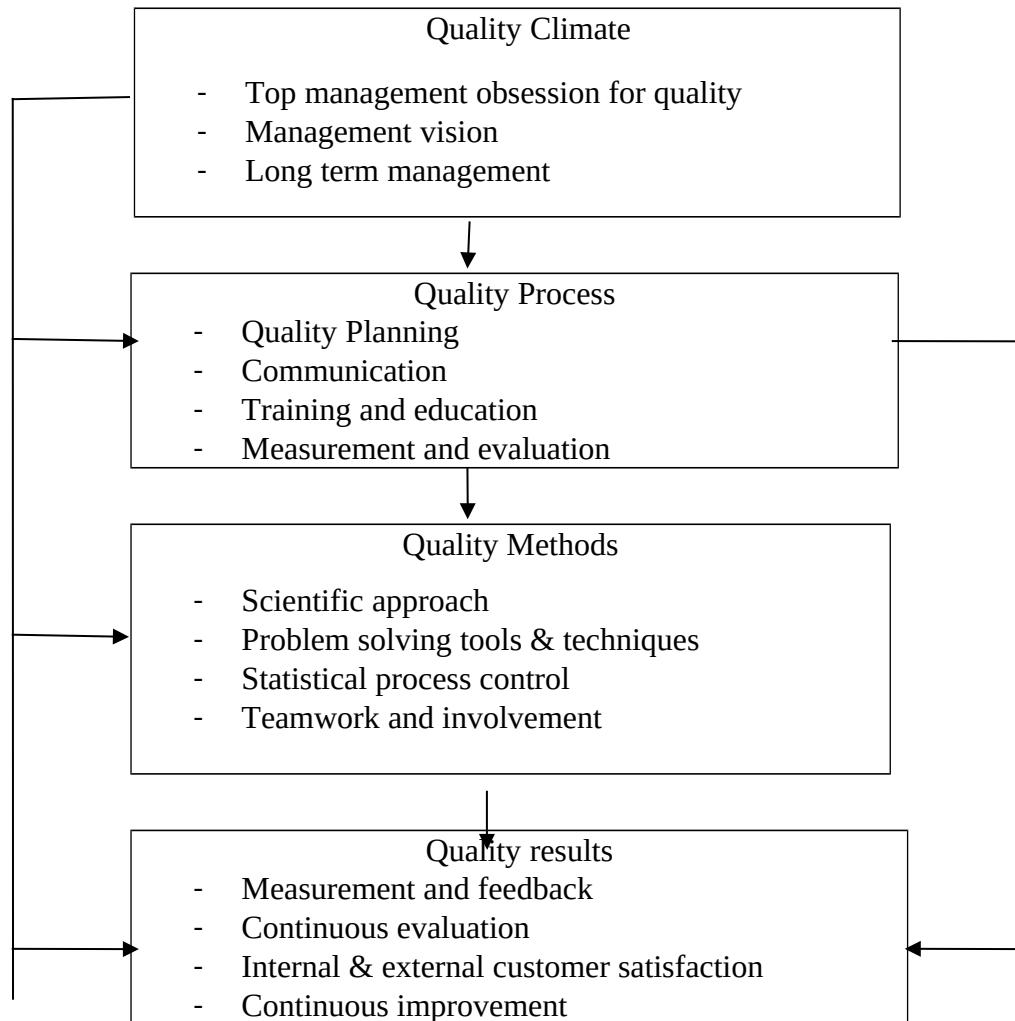 Quality Climate
- Top management obsession for quality
- Management vision
- Long term management
Quality Process
- Quality Planning
- Communication
- Training and education
- Measurement and evaluation
Quality Methods
- Scientific approach
- Problem solving tools & techniques
- Statistical process control
- Teamwork and involvement
Quality results
- Measurement and feedback
- Continuous evaluation
- Internal & external customer satisfaction
- Continuous improvement